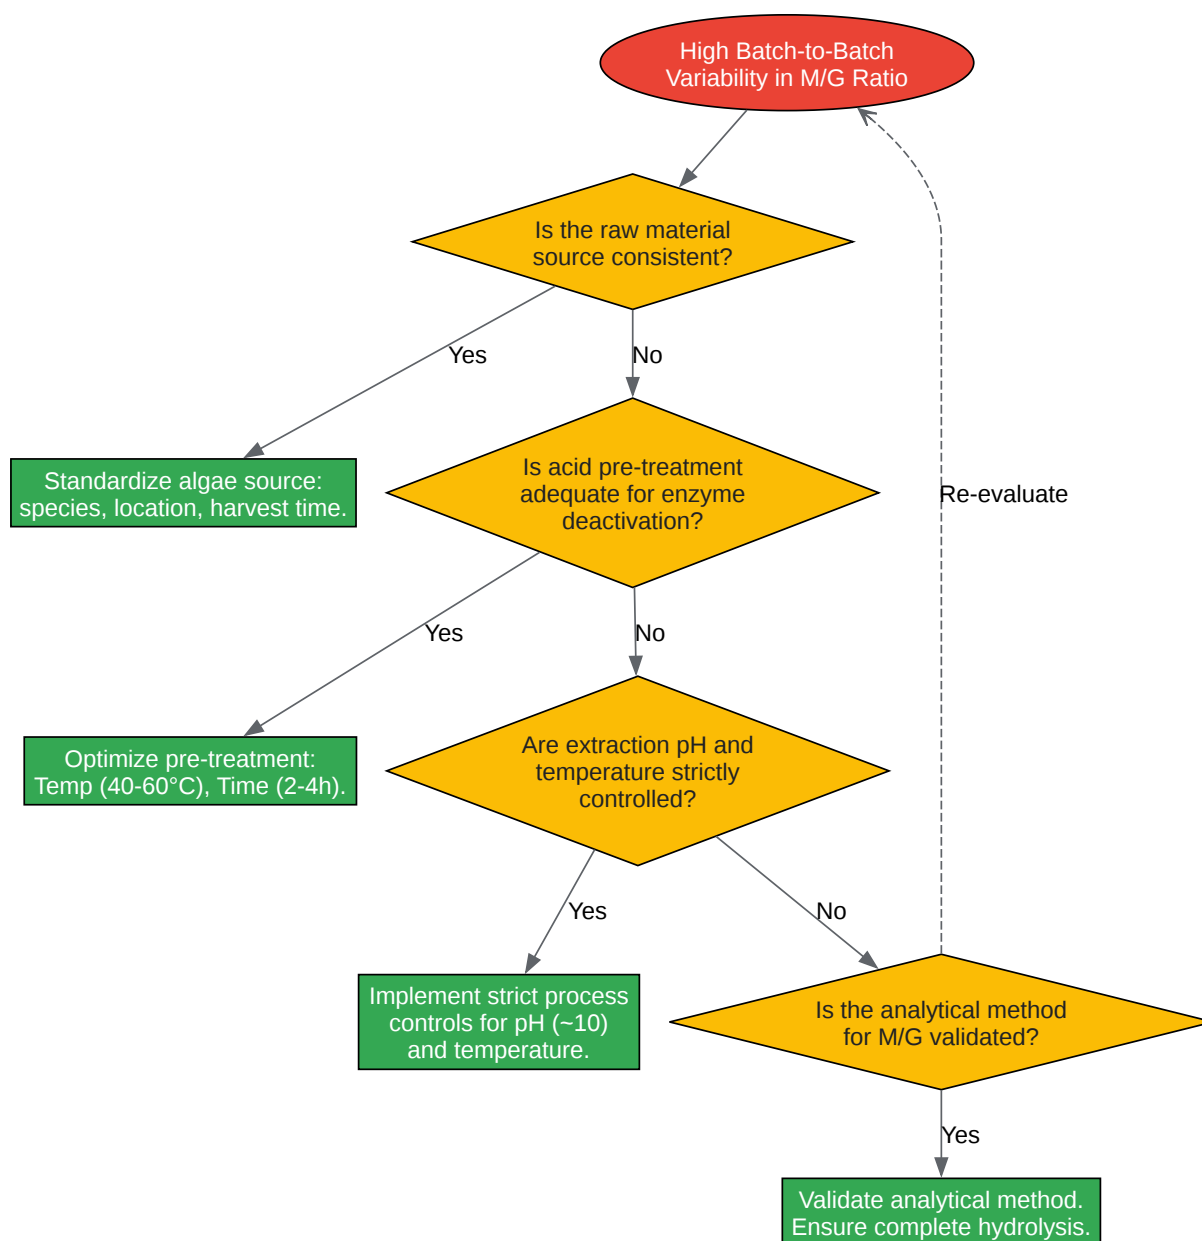 High Batch-to-Batch
Variability in M/G Ratio
Is the raw material
source consistent?
Yes
No
Standardize algae source:
species, location, harvest time.
Is acid pre-treatment
adequate for enzyme
deactivation?
Re-evaluate
Yes
No
Optimize pre-treatment:
Temp (40-60°C), Time (2-4h).
Are extraction pH and
temperature strictly
controlled?
Yes
No
Implement strict process
controls for pH (~10)
and temperature.
Is the analytical method
for M/G validated?
Yes
Validate analytical method.
Ensure complete hydrolysis.